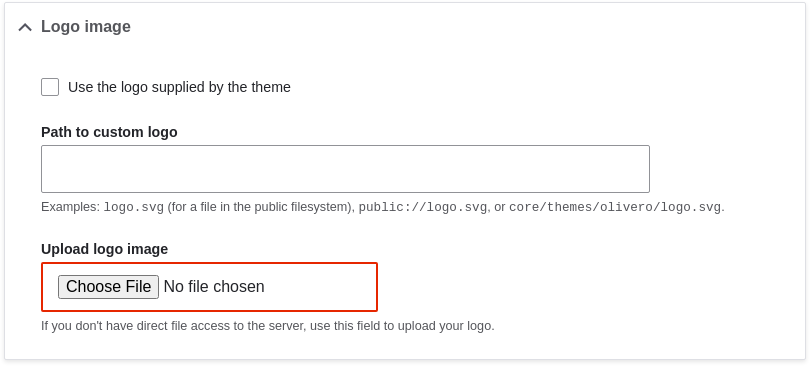 Logo image
Use the logo supplied by the theme
Path to custom logo
Examples: logo.svg (for a file in the public filesystem), public://logo.svg, or core/themes/olivero/logo.svg.
Upload logo image
Choose File No file chosen
If you don't have direct file access to the server, use this field to upload your logo.